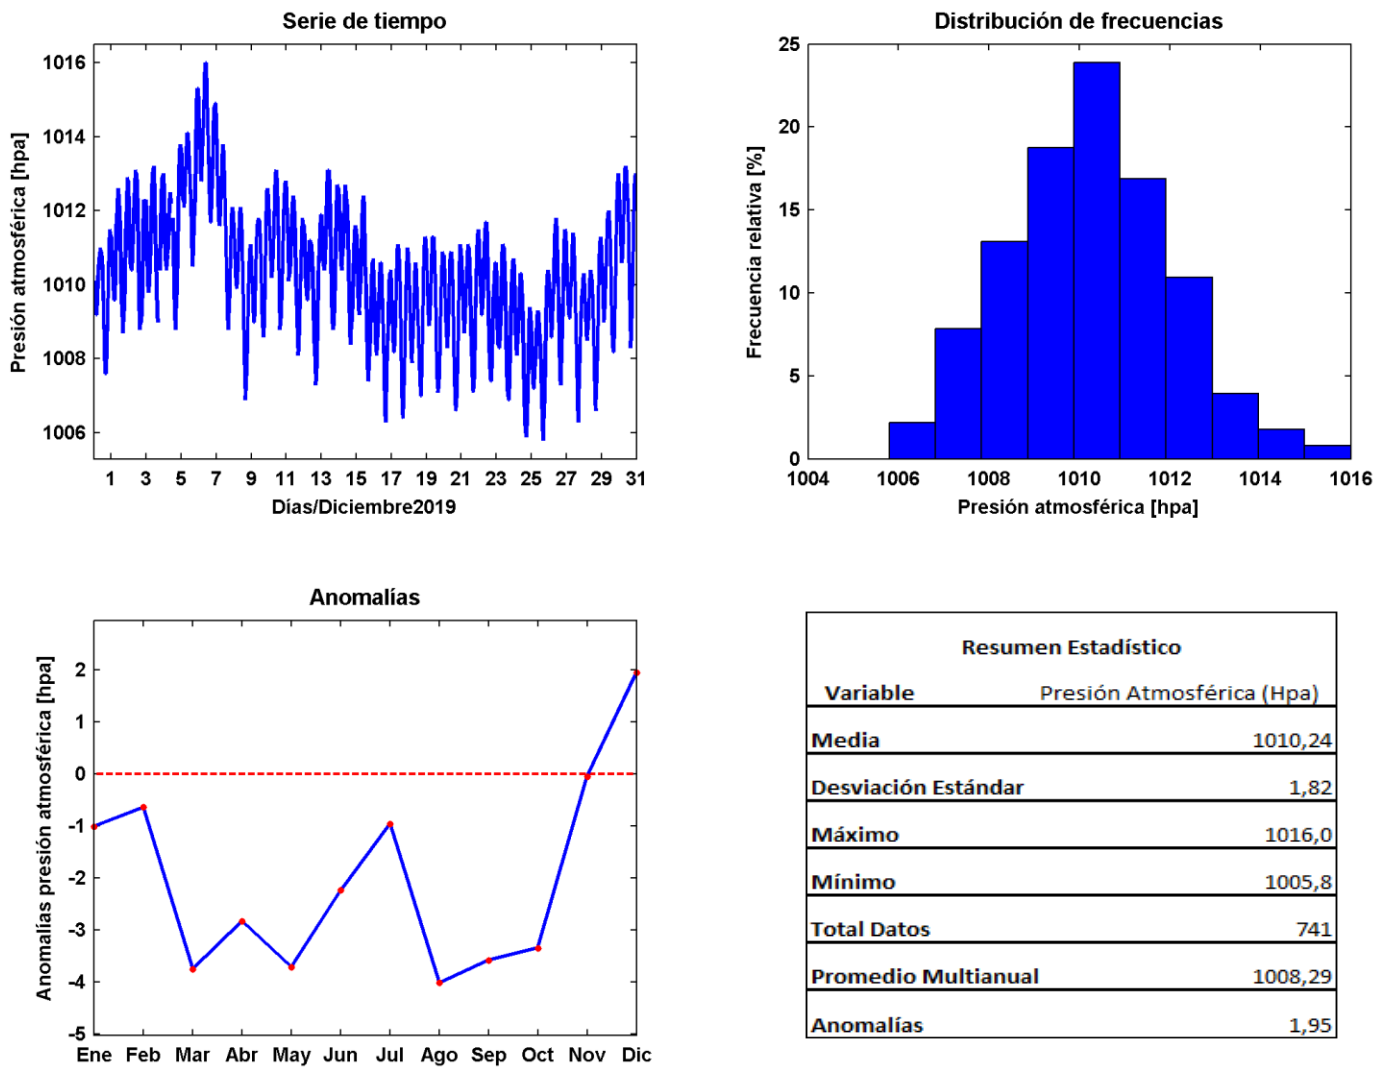 Serie de tiempo
Presión atmosférica [hpa]
1016
1014
1012
1010
1008
1006
1 3 5 7 9 11 13 15 17 19 21 23 25 27 29 31
Días/Diciembre2019
Distribución de frecuencias
Frecuencia relativa [%]
25
20
15
10
5
0
1004 1006 1008 1010 1012 1014 1016
Presión atmosférica [hpa]
Anomalías
Anomalías presión atmosférica [hpa]
2
1
0
-1
-2
-3
-4
-5
Ene Feb Mar Abr May Jun Jul Ago Sep Oct Nov Dic
Resumen Estadístico
Variable Presión Atmosférica (Hpa)
Media 1010,24
Desviación Estándar 1,82
Máximo 1016,0
Mínimo 1005,8
Total Datos 741
Promedio Multianual 1008,29
Anomalías 1,95